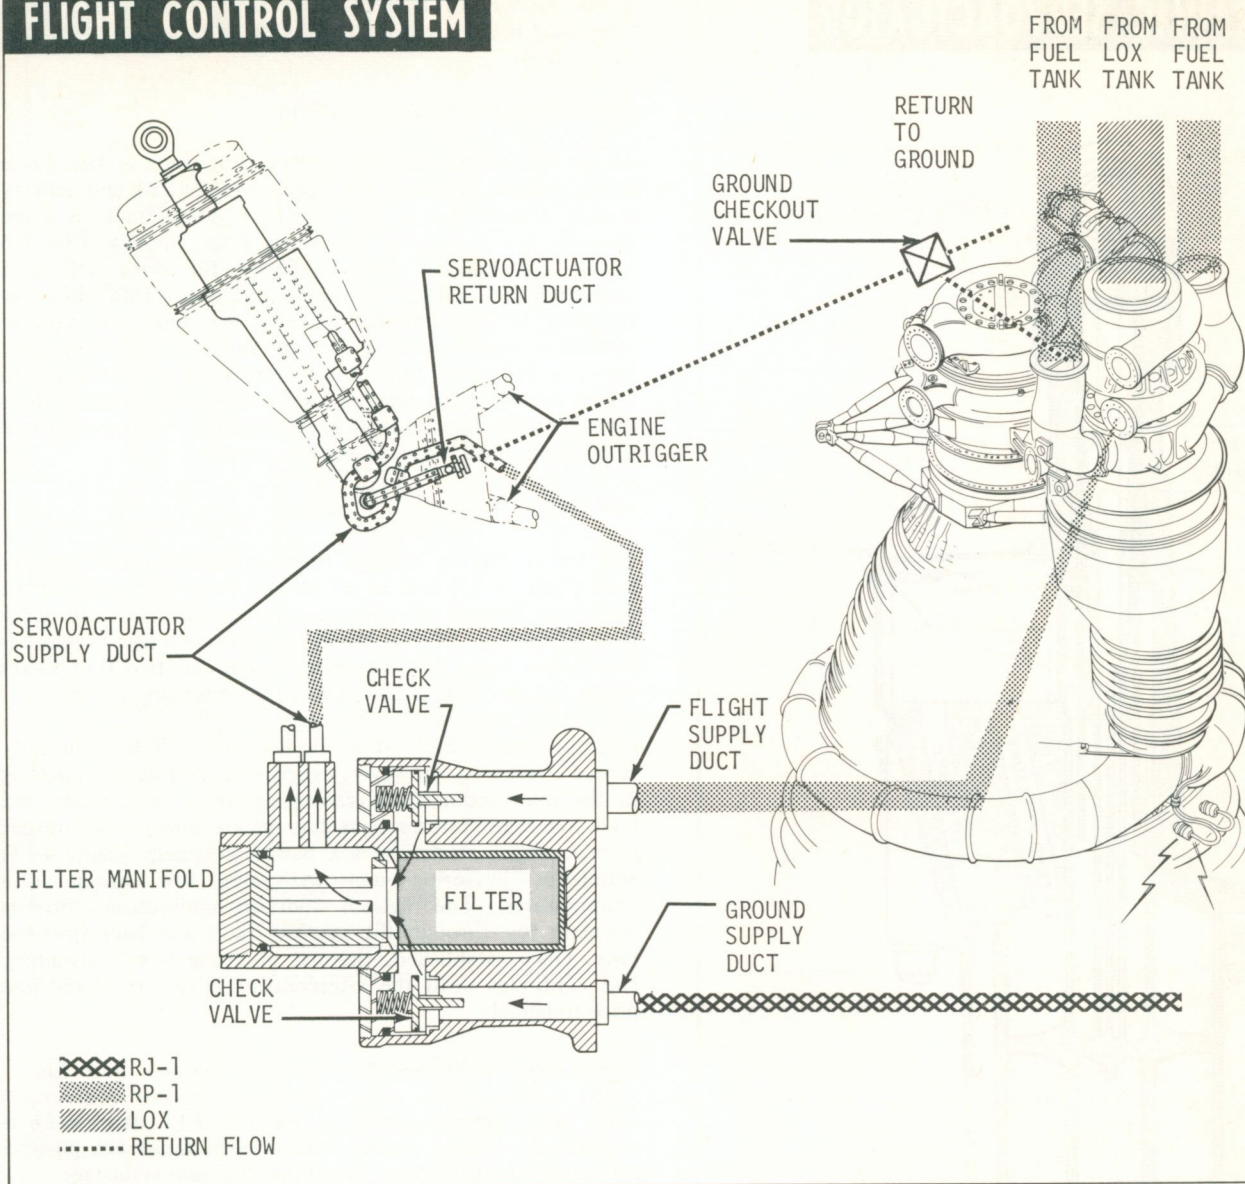 FLIGHT CONTROL SYSTEM
FROM
FUEL
TANK
FROM
LOX
TANK
FROM
FUEL
TANK
RETURN
TO
GROUND
GROUND
CHECKOUT
VALVE
SERVOACTUATOR
RETURN DUCT
ENGINE
OUTRIGGER
SERVOACTUATOR
SUPPLY DUCT
CHECK
VALVE
FLIGHT
SUPPLY
DUCT
FILTER MANIFOLD
FILTER
GROUND
SUPPLY
DUCT
CHECK
VALVE
RJ-1
RP-1
LOX
RETURN FLOW